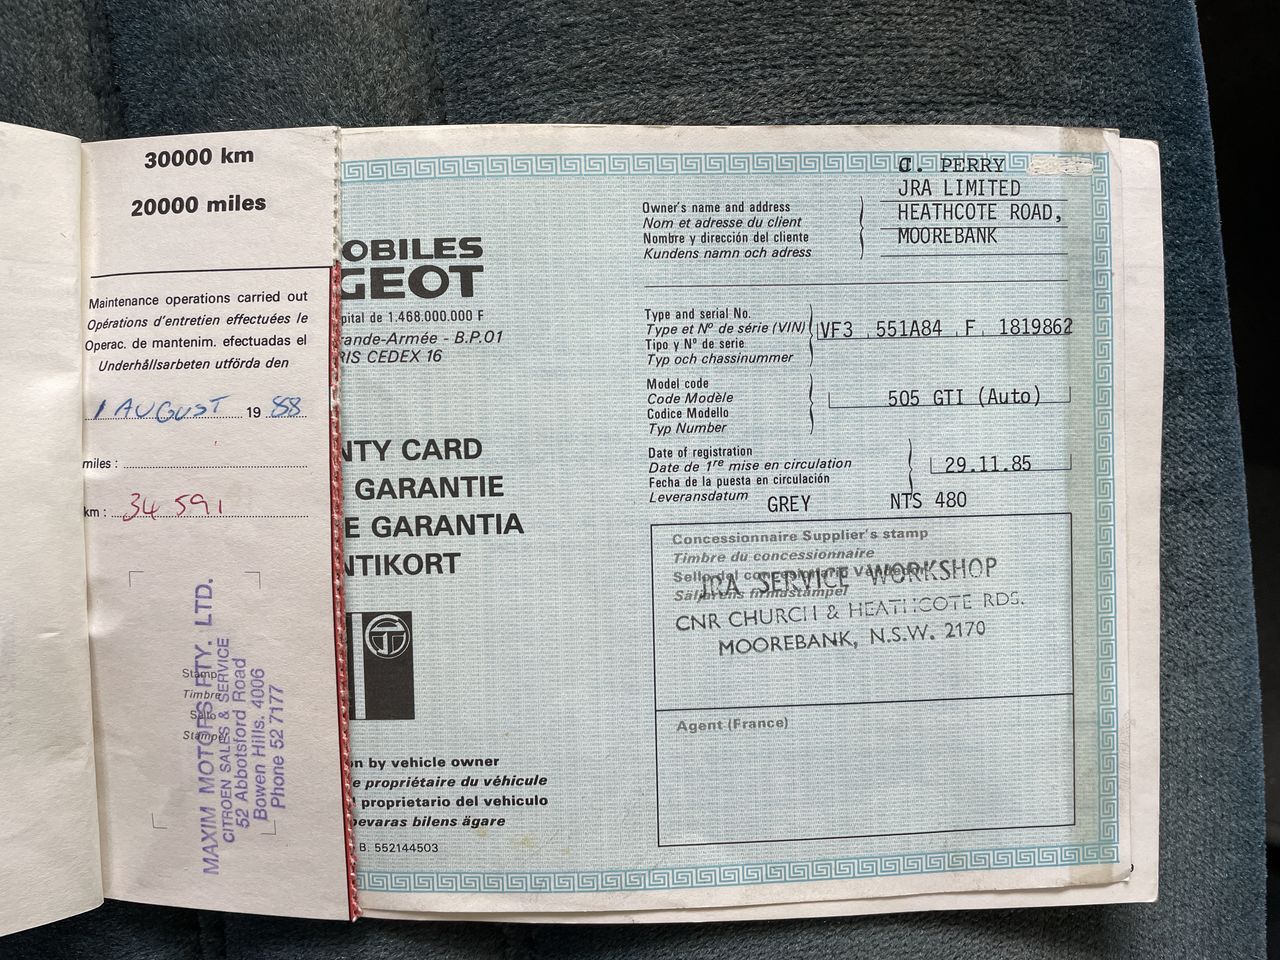 30000 km
20000 miles
Maintenance operations carried out
Opérations d'entretien effectuées le
Operac. de mantenim. efectuadas el
Underhållsarbeten utförda den
1 AUGUST 19 88
miles :
km : 34 591
Stamp
Timbre
Sello
Stämpel
MAXIM MOTORS PTY. LTD.
CITROEN SALES & SERVICE
52 Abbotsford Road
Bowen Hills. 4006
Phone 52 7177
OBILES
GEOT
pital de 1.468.000.000 F
rande-Armée - B.P.01
RIS CEDEX 16
NTY CARD
GARANTIE
E GARANTIA
NTIKORT
on by vehicle owner
e propriétaire du véhicule
l proprietario del vehiculo
bevaras bilens ägare
B. 552144503
Owner's name and address
Nom et adresse du client
Nombre y dirección del cliente
Kundens namn och adress
C. PERRY
JRA LIMITED
HEATHCOTE ROAD,
MOOREBANK
Type and serial No.
Type et Nº de série (VIN)
Tipo y Nº de serie
Typ och chassinummer
VF3 551A84 F 1819862
Model code
Code Modèle
Codice Modello
Typ Number
505 GTI (Auto)
Date of registration
Date de 1re mise en circulation
Fecha de la puesta en circulación
Leveransdatum
29.11.85
GREY NTS 480
Concessionnaire Supplier's stamp
Timbre du concessionnaire
Sello del
firmastämpel
JRA SERVICE WORKSHOP
CNR CHURCH & HEATHCOTE RDS.
MOOREBANK, N.S.W. 2170
Agent (France)